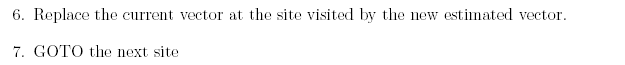 6. Replace the current vector at the site visited by the new estimated vector.
7. GOTO the next site